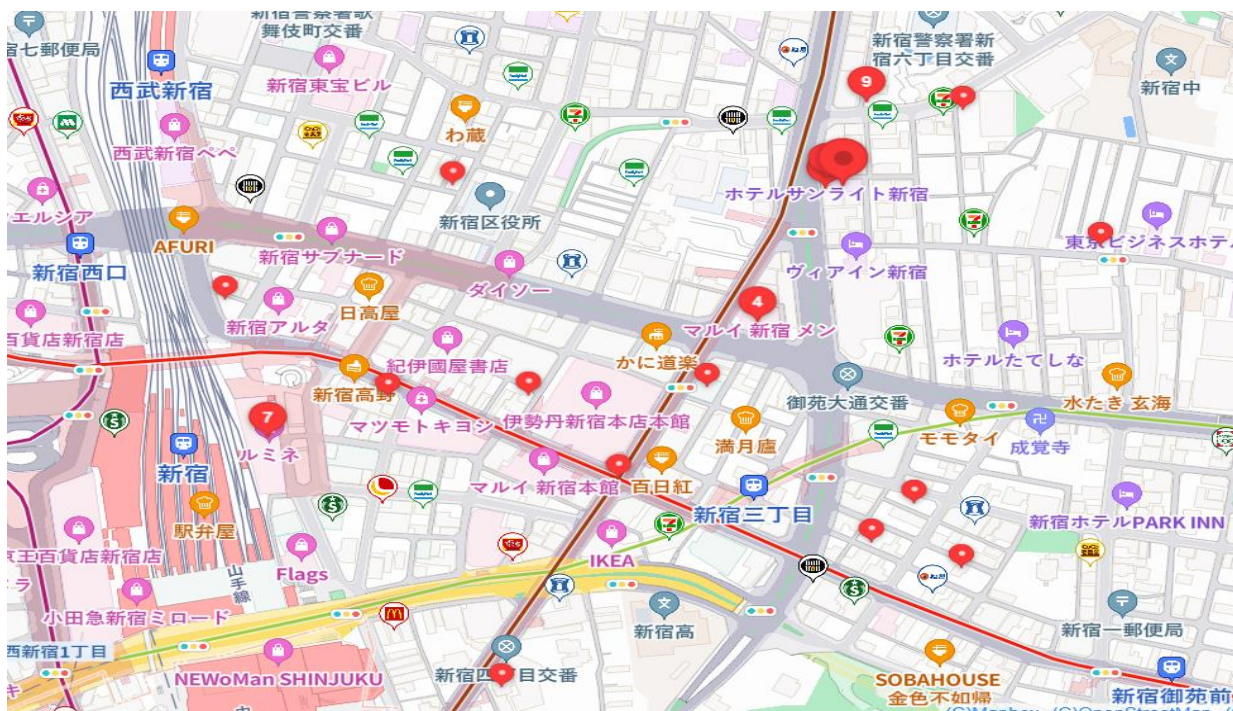 新宿警察署歌
舞伎町交番
宿七郵便局
新宿警察署新
宿六丁目交番
西武新宿
新宿東宝ビル
新宿中
わ蔵
9
西武新宿ペペ
ホテルサンライト新宿
エルシア
新宿区役所
AFURI
新宿サブナード
東京ビジネスホテル
新宿西口
ヴィアイン新宿
ダイソー
4
日高屋
新宿アルタ
マルイ 新宿 メン
百貨店新宿店
紀伊國屋書店
かに道楽
ホテルたてしな
新宿高野
御苑大通交番
水たき 玄海
7
マツモトキヨシ
伊勢丹新宿本店本館
満月廬
モモタイ
成覚寺
ルミネ
新宿
マルイ 新宿本館
百日紅
新宿三丁目
新宿ホテルPARK INN
駅弁屋
京王百貨店新宿店
Flags
IKEA
山手線
小田急新宿ミロード
新宿高
新宿一郵便局
西新宿1丁目
NEWoMan SHINJUKU
新宿四丁目交番
SOBAHOUSE
金色不如帰
新宿御苑前